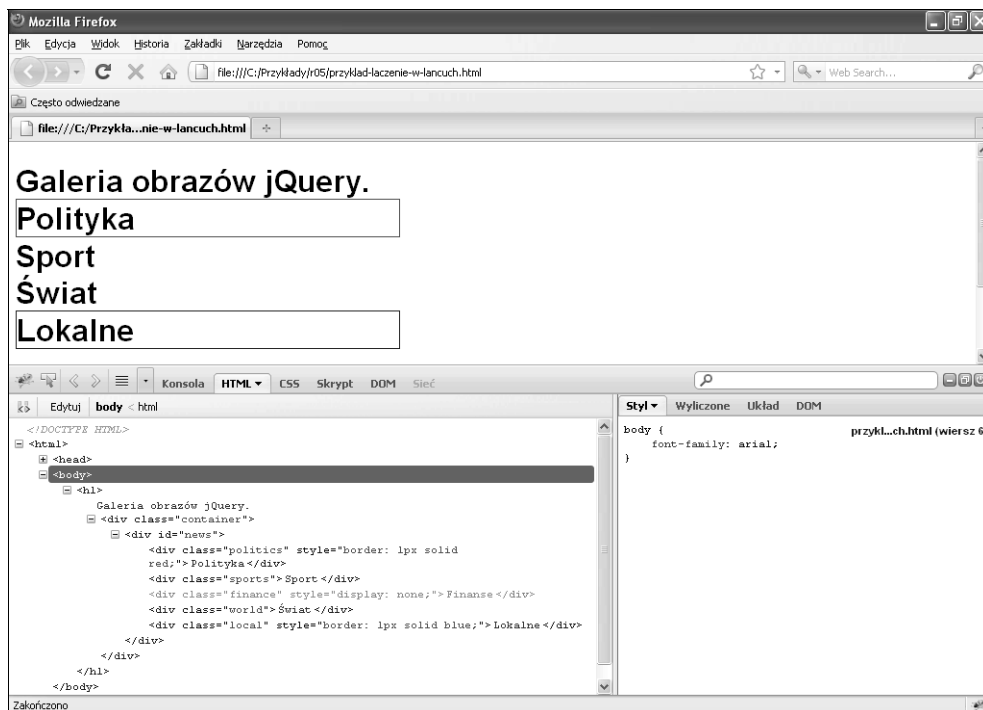 Mozilla Firefox
Plik Edycja Widok Historia Zakładki Narzędzia Pomoc
file:///C:/Przykłady/r05/przyklad-laczenie-w-lancuch.html
Web Search...
Często odwiedzane
file:///C:/Przykła...nie-w-lancuch.html
Galeria obrazów jQuery.
Polityka
Sport
Świat
Lokalne
Konsola HTML CSS Skrypt DOM Sieć
Edytuj body < html
Styl Wyliczone Układ DOM
<!DOCTYPE HTML>
<html>
<head>
<body>
<h1>
Galeria obrazów jQuery.
<div class="container">
<div id="news">
<div class="politics" style="border: 1px solid
red;">Polityka</div>
<div class="sports">Sport</div>
<div class="finance" style="display: none;">Finanse</div>
<div class="world">Świat</div>
<div class="local" style="border: 1px solid blue;">Lokalne</div>
</div>
</div>
</h1>
</body>
body { przykl...ch.html (wiersz 6
font-family: arial;
}
Zakończono